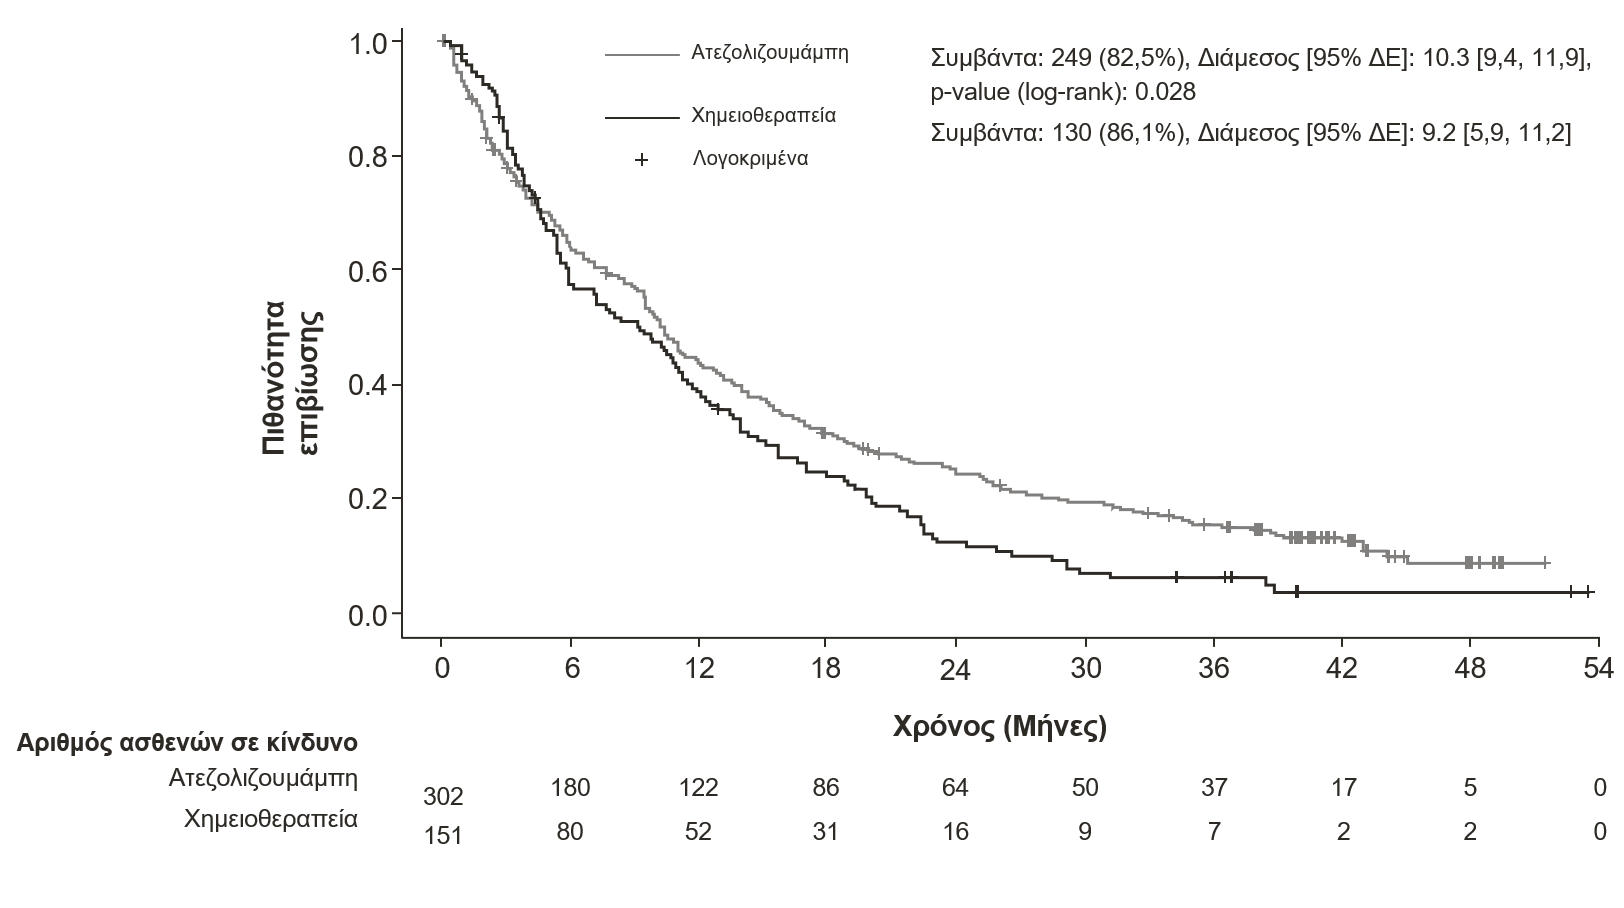 Ατεζολιζουμάμπη
Συμβάντα: 249 (82,5%), Διάμεσος [95% ΔΕ]: 10.3 [9,4, 11,9],
p-value (log-rank): 0.028
Χημειοθεραπεία
Συμβάντα: 130 (86,1%), Διάμεσος [95% ΔΕ]: 9.2 [5,9, 11,2]
Λογοκριμένα
1.0
0.8
0.6
0.4
0.2
0.0
Πιθανότητα
επιβίωσης
0 6 12 18 24 30 36 42 48 54
Χρόνος (Μήνες)
Αριθμός ασθενών σε κίνδυνο
Ατεζολιζουμάμπη 302 180 122 86 64 50 37 17 5 0
Χημειοθεραπεία 151 80 52 31 16 9 7 2 2 0